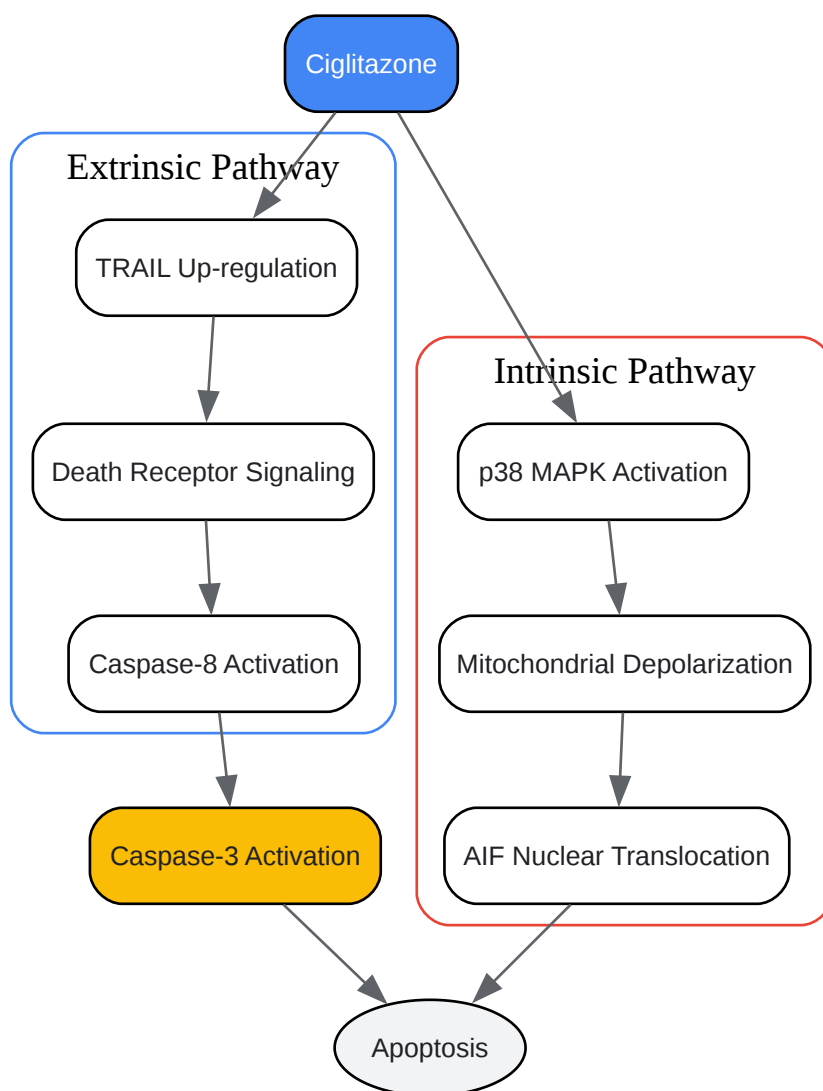 Ciglitazone
Extrinsic Pathway
TRAIL Up-regulation
Death Receptor Signaling
Caspase-8 Activation
Caspase-3 Activation
Intrinsic Pathway
p38 MAPK Activation
Mitochondrial Depolarization
AIF Nuclear Translocation
Apoptosis